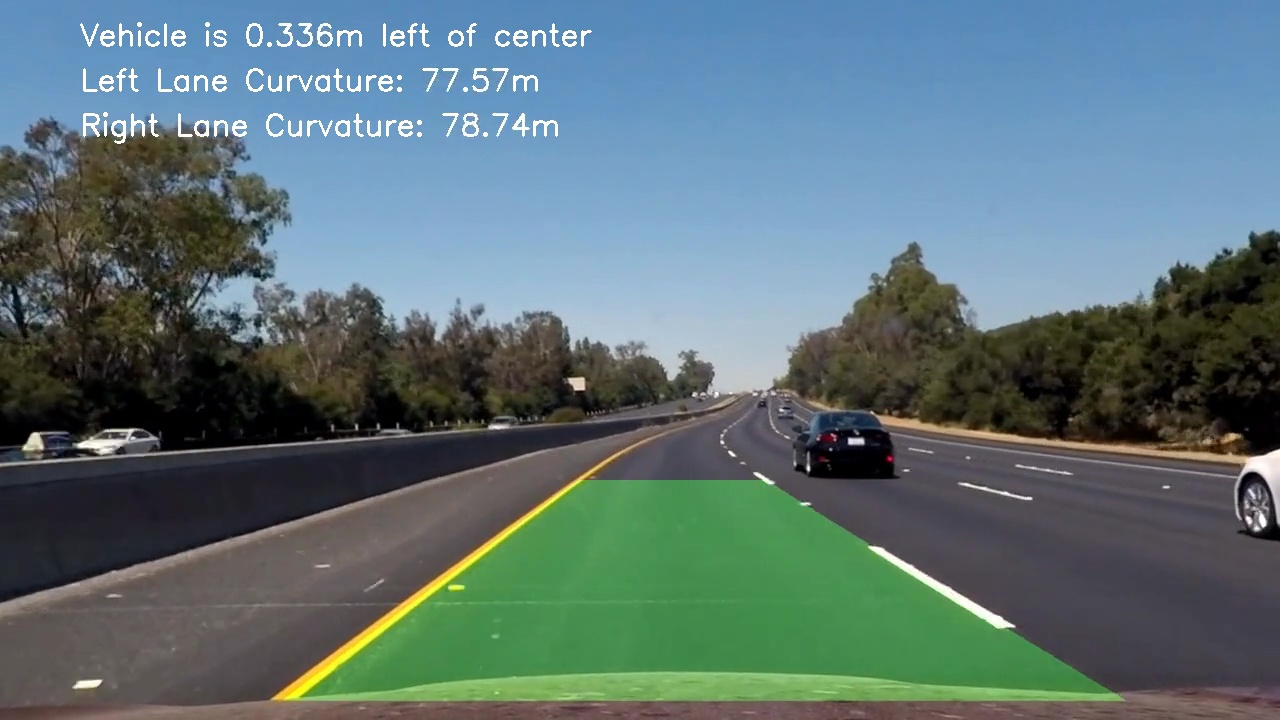 Vehicle is 0.336m left of center
Left Lane Curvature: 77.57m
Right Lane Curvature: 78.74m